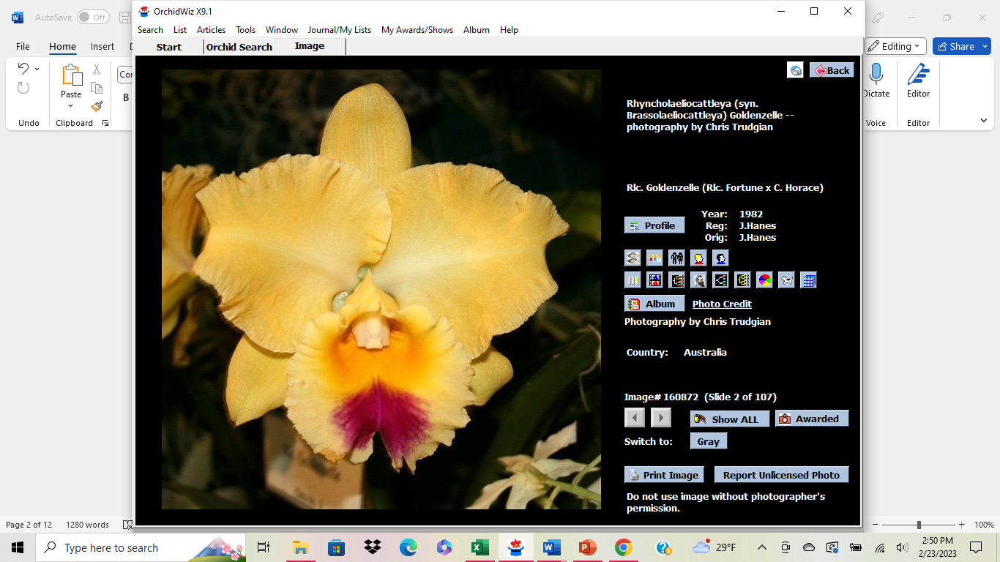 AutoSave Off
OrchidWiz X9.1
Search List Articles Tools Window Journal/My Lists My Awards/Shows Album Help
File Home Insert
Editing
Share
Start Orchid Search Image
Back
Paste
B
Dictate
Editor
Undo Clipboard
Voice Editor
Rhyncholaeliocattleya (syn.
Brassolaeliocattleya) Goldenzelle --
photography by Chris Trudgian
Rlc. Goldenzelle (Rlc. Fortune x C. Horace)
Year: 1982
Profile Reg: J.Hanes
Orig: J.Hanes
Album Photo Credit
Photography by Chris Trudgian
Country: Australia
Image# 160872 (Slide 2 of 107)
Show ALL Awarded
Switch to: Gray
Print Image Report Unlicensed Photo
Do not use image without photographer's
permission.
Page 2 of 12 1280 words
100%
Type here to search
29°F
2:50 PM
2/23/2023